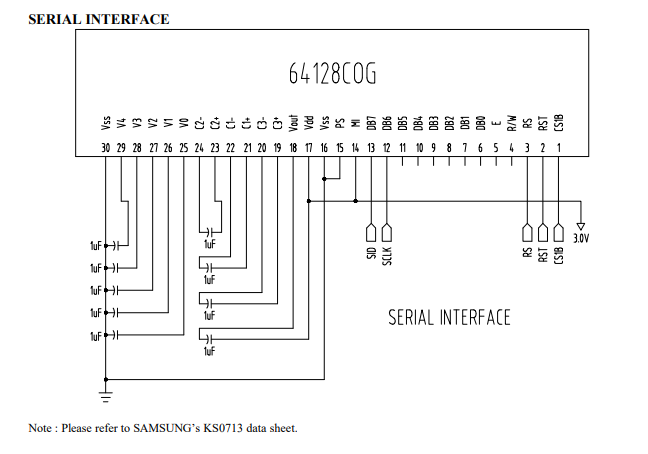 SERIAL INTERFACE
64128COG
Vss V4 V3 V2 V1 V0 C2- C2+ C1- C1+ C3- C3+ Vout Vdd Vss PS MI DB7 DB6 DB5 DB4 DB3 DB2 DB1 DB0 E R/W RS RST CS1B
30 29 28 27 26 25 24 23 22 21 20 19 18 17 16 15 14 13 12 11 10 9 8 7 6 5 4 3 2 1
1uF
1uF
1uF
1uF
1uF
1uF
1uF
1uF
1uF
SID SCLK RS RST CS1B
3.0V
SERIAL INTERFACE
Note : Please refer to SAMSUNG's KS0713 data sheet.